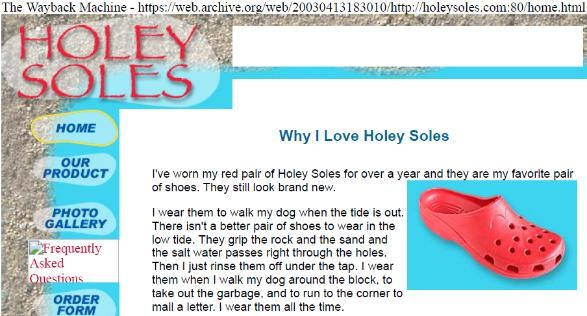 The Wayback Machine - https://web.archive.org/web/20030413183010/http://holeysoles.com:80/home.html
HOLEY
SOLES
HOME
OUR
PRODUCT
PHOTO
GALLERY
Frequently
Asked
Questions
ORDER
FORM
Why I Love Holey Soles
I've worn my red pair of Holey Soles for over a year and they are my favorite pair
of shoes. They still look brand new.
I wear them to walk my dog when the tide is out.
There isn't a better pair of shoes to wear in the
low tide. They grip the rock and the sand and
the salt water passes right through the holes.
Then I just rinse them off under the tap. I wear
them when I walk my dog around the block, to
take out the garbage, and to run to the corner to
mail a letter. I wear them all the time.